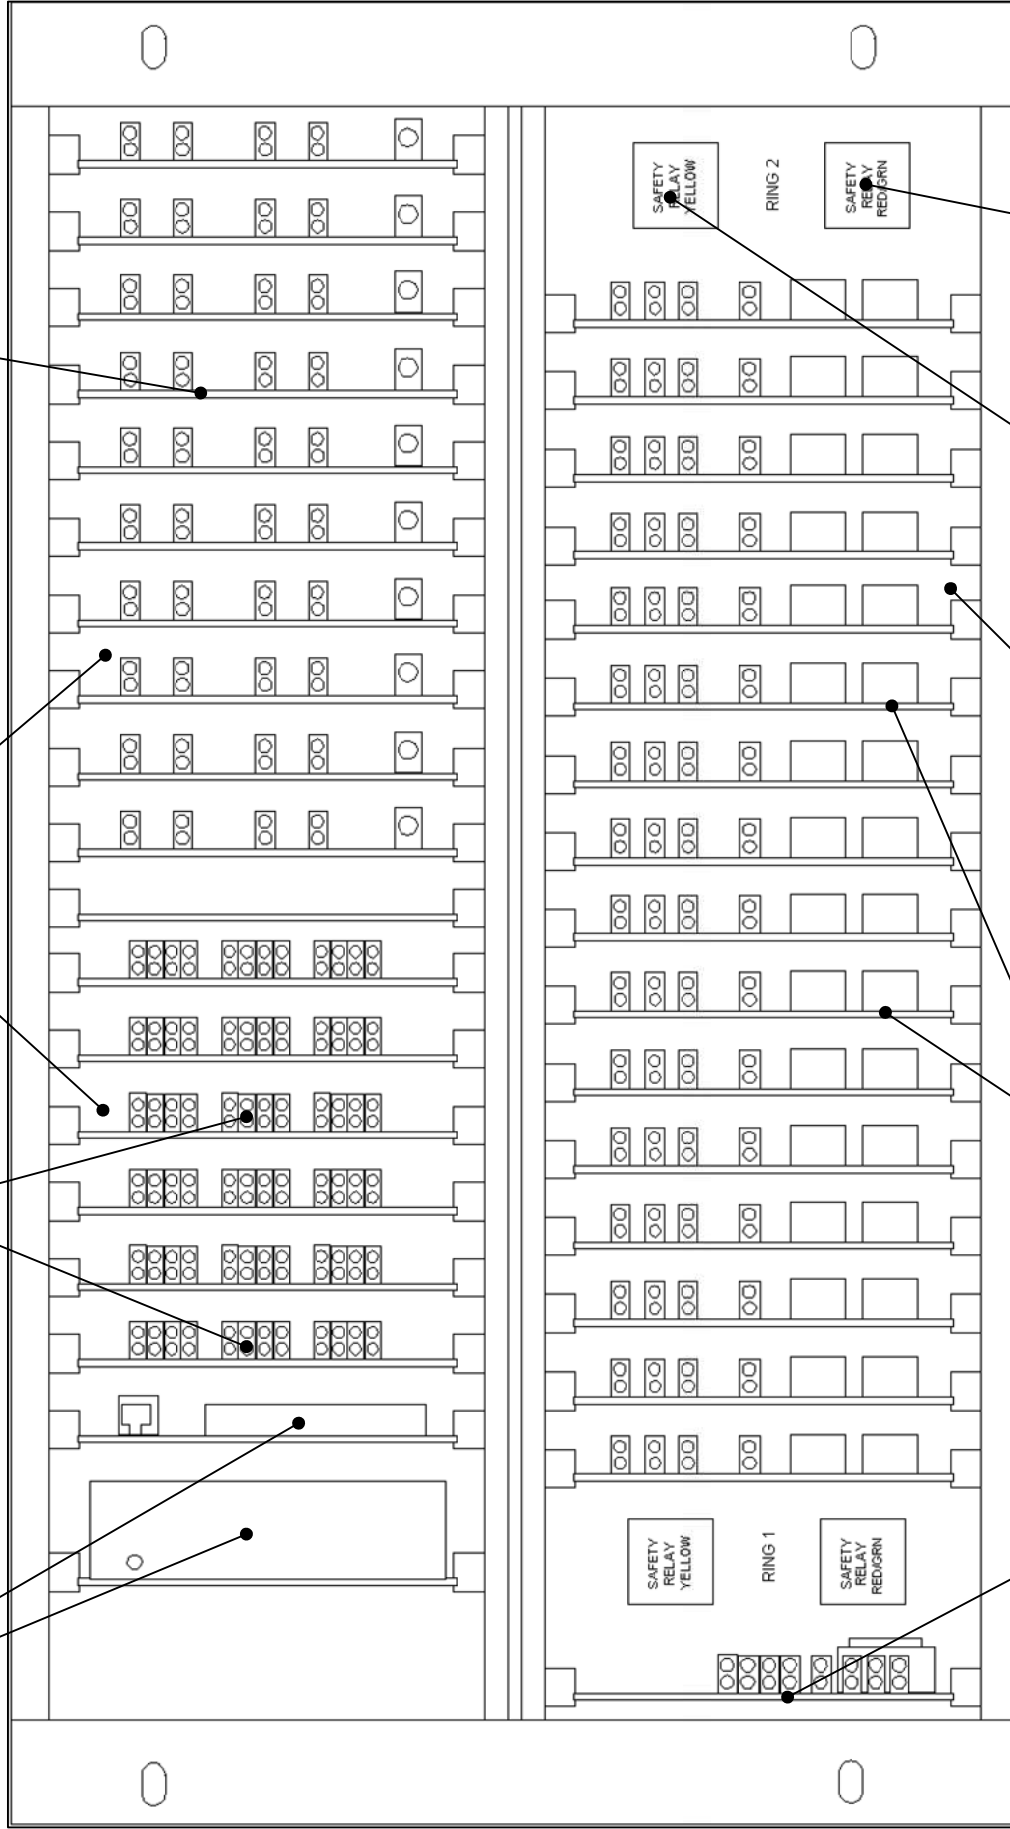 SAFETY
RELAY
YELLOW
RING 2
SAFETY
RELAY
RED/GRN
SAFETY
RELAY
YELLOW
RING 1
SAFETY
RELAY
RED/GRN